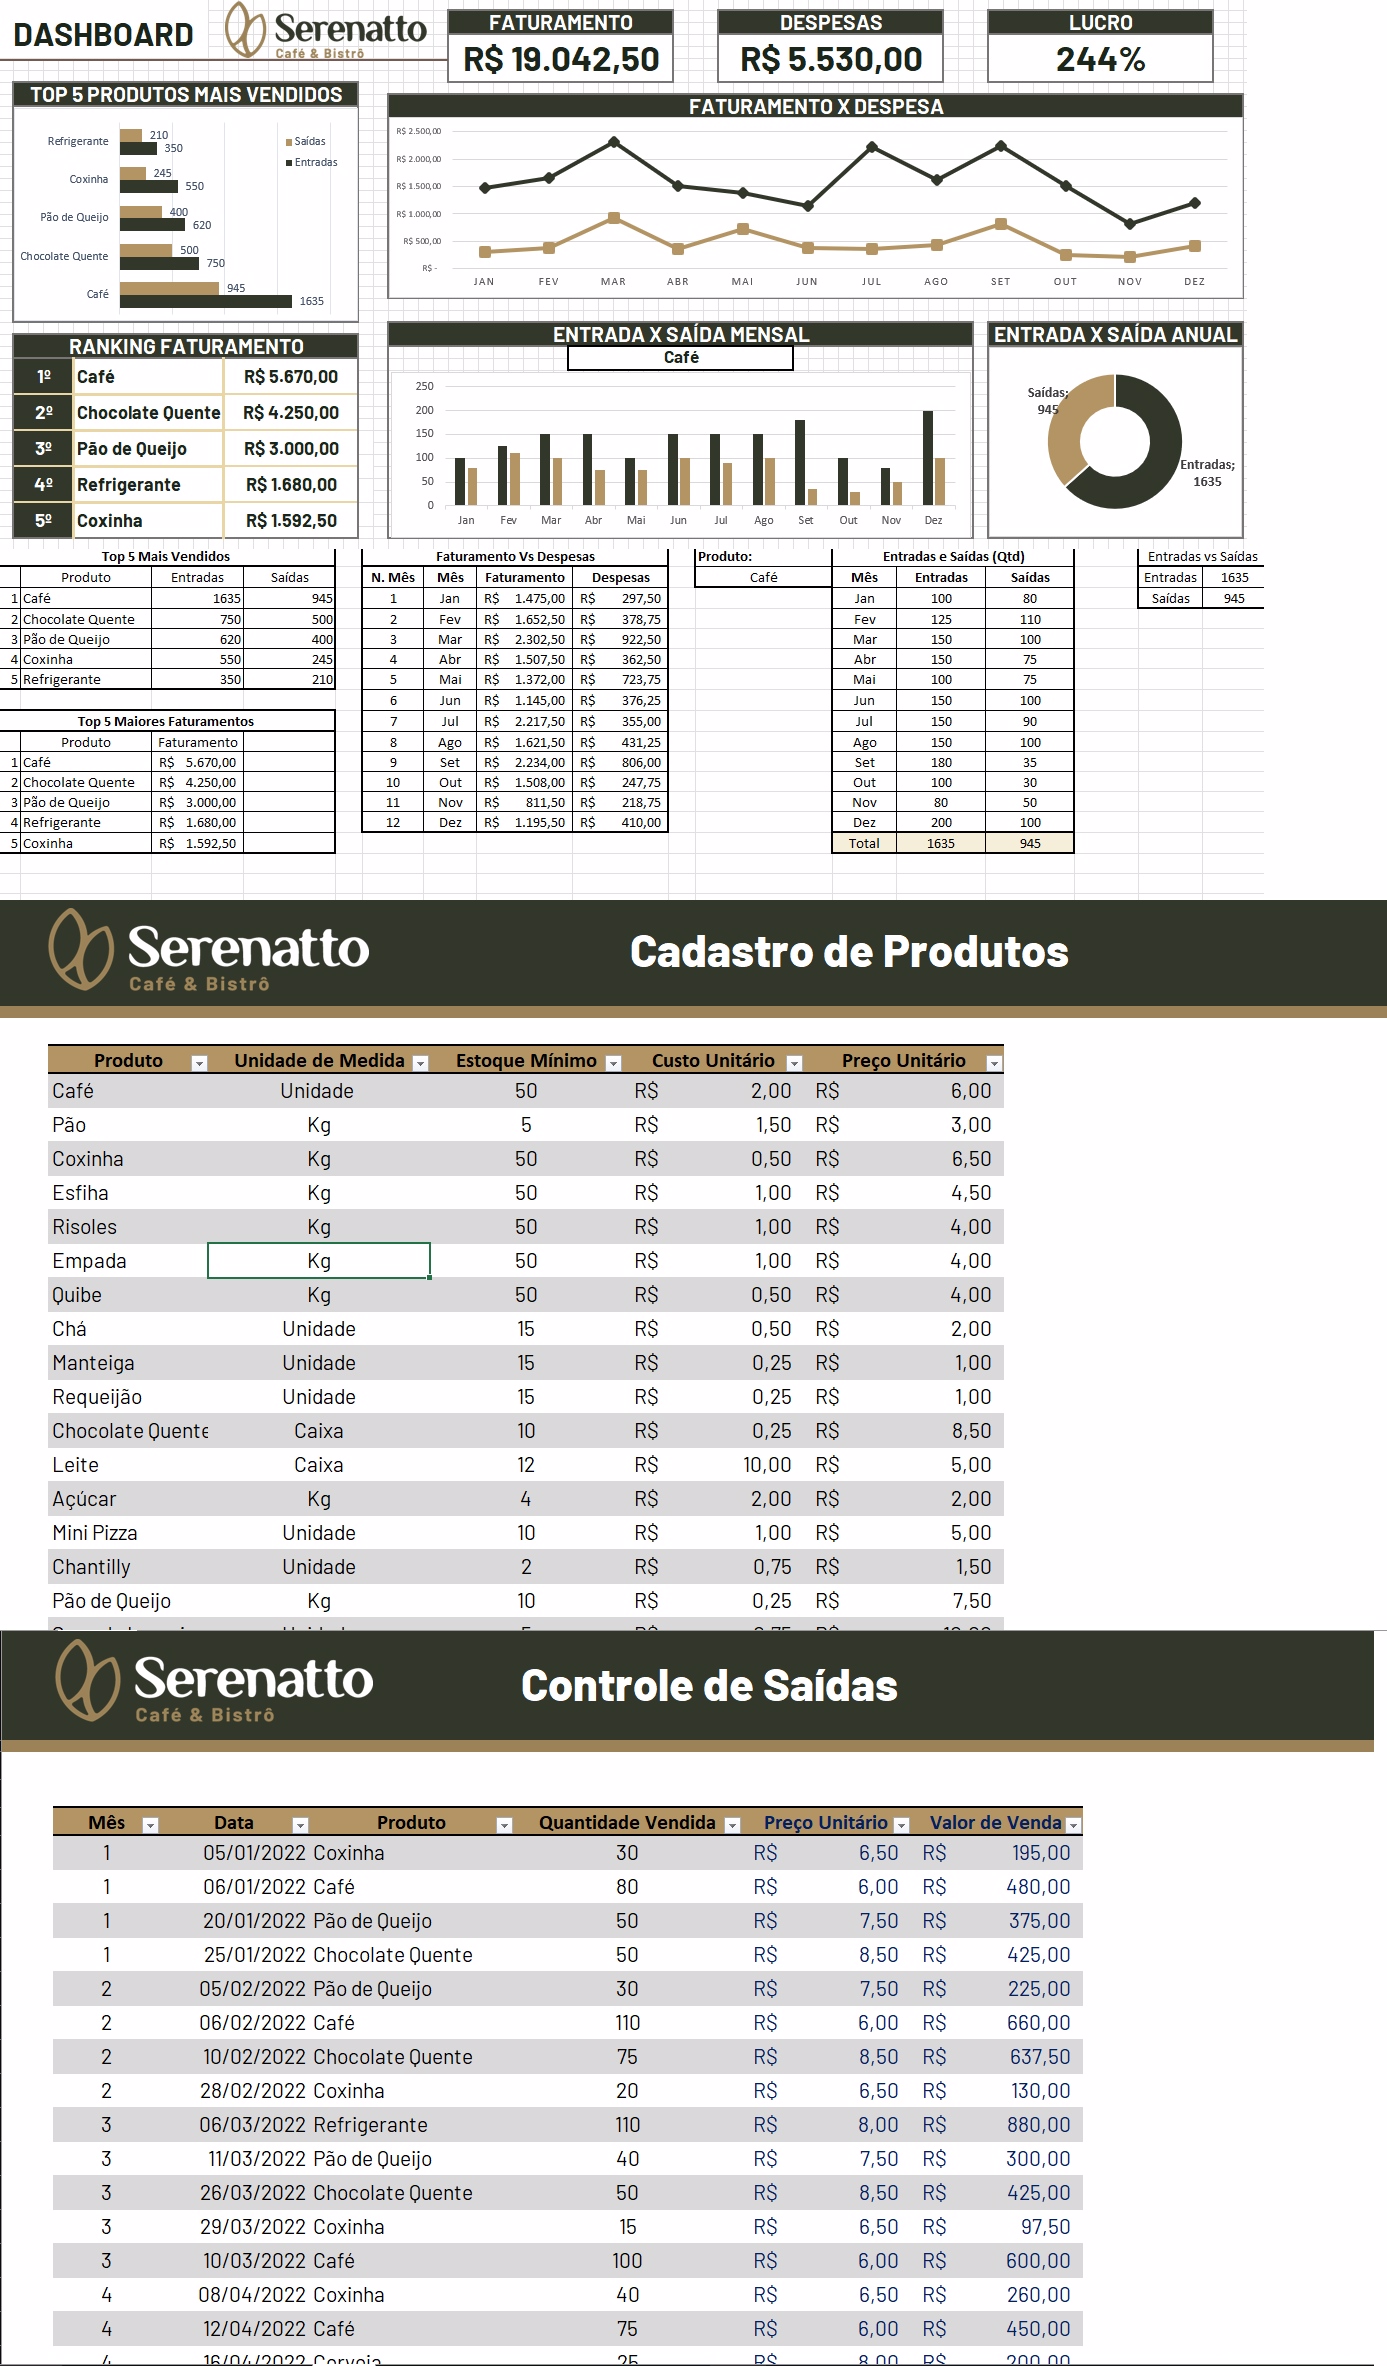 DASHBOARD
Serenatto
Café & Bistrô
FATURAMENTO
R$ 19.042,50
DESPESAS
R$ 5.530,00
LUCRO
244%
TOP 5 PRODUTOS MAIS VENDIDOS
Refrigerante 210 350
Coxinha 245 550
Pão de Queijo 400 620
Chocolate Quente 500 750
Café 945 1635
Saídas
Entradas
FATURAMENTO X DESPESA
R$ 2.500,00
R$ 2.000,00
R$ 1.500,00
R$ 1.000,00
R$ 500,00
R$ -
JAN FEV MAR ABR MAI JUN JUL AGO SET OUT NOV DEZ
RANKING FATURAMENTO
1º Café R$ 5.670,00
2º Chocolate Quente R$ 4.250,00
3º Pão de Queijo R$ 3.000,00
4º Refrigerante R$ 1.680,00
5º Coxinha R$ 1.592,50
ENTRADA X SAÍDA MENSAL
Café
250
200
150
100
50
0
Jan Fev Mar Abr Mai Jun Jul Ago Set Out Nov Dez
ENTRADA X SAÍDA ANUAL
Saídas;
945
Entradas;
1635
Top 5 Mais Vendidos
Produto Entradas Saídas
1 Café 1635 945
2 Chocolate Quente 750 500
3 Pão de Queijo 620 400
4 Coxinha 550 245
5 Refrigerante 350 210
Top 5 Maiores Faturamentos
Produto Faturamento
1 Café R$ 5.670,00
2 Chocolate Quente R$ 4.250,00
3 Pão de Queijo R$ 3.000,00
4 Refrigerante R$ 1.680,00
5 Coxinha R$ 1.592,50
Faturamento Vs Despesas
N. Mês Mês Faturamento Despesas
1 Jan R$ 1.475,00 R$ 297,50
2 Fev R$ 1.652,50 R$ 378,75
3 Mar R$ 2.302,50 R$ 922,50
4 Abr R$ 1.507,50 R$ 362,50
5 Mai R$ 1.372,00 R$ 723,75
6 Jun R$ 1.145,00 R$ 376,25
7 Jul R$ 2.217,50 R$ 355,00
8 Ago R$ 1.621,50 R$ 431,25
9 Set R$ 2.234,00 R$ 806,00
10 Out R$ 1.508,00 R$ 247,75
11 Nov R$ 811,50 R$ 218,75
12 Dez R$ 1.195,50 R$ 410,00
Produto:
Café
Entradas e Saídas (Qtd)
Mês Entradas Saídas
Jan 100 80
Fev 125 110
Mar 150 100
Abr 150 75
Mai 100 75
Jun 150 100
Jul 150 90
Ago 150 100
Set 180 35
Out 100 30
Nov 80 50
Dez 200 100
Total 1635 945
Entradas vs Saídas
Entradas 1635
Saídas 945
Serenatto
Café & Bistrô
Cadastro de Produtos
Produto Unidade de Medida Estoque Mínimo Custo Unitário Preço Unitário
Café Unidade 50 R$ 2,00 R$ 6,00
Pão Kg 5 R$ 1,50 R$ 3,00
Coxinha Kg 50 R$ 0,50 R$ 6,50
Esfiha Kg 50 R$ 1,00 R$ 4,50
Risoles Kg 50 R$ 1,00 R$ 4,00
Empada Kg 50 R$ 1,00 R$ 4,00
Quibe Kg 50 R$ 0,50 R$ 4,00
Chá Unidade 15 R$ 0,50 R$ 2,00
Manteiga Unidade 15 R$ 0,25 R$ 1,00
Requeijão Unidade 15 R$ 0,25 R$ 1,00
Chocolate Quente Caixa 10 R$ 0,25 R$ 8,50
Leite Caixa 12 R$ 10,00 R$ 5,00
Açúcar Kg 4 R$ 2,00 R$ 2,00
Mini Pizza Unidade 10 R$ 1,00 R$ 5,00
Chantilly Unidade 2 R$ 0,75 R$ 1,50
Pão de Queijo Kg 10 R$ 0,25 R$ 7,50
Serenatto
Café & Bistrô
Controle de Saídas
Mês Data Produto Quantidade Vendida Preço Unitário Valor de Venda
1 05/01/2022 Coxinha 30 R$ 6,50 R$ 195,00
1 06/01/2022 Café 80 R$ 6,00 R$ 480,00
1 20/01/2022 Pão de Queijo 50 R$ 7,50 R$ 375,00
1 25/01/2022 Chocolate Quente 50 R$ 8,50 R$ 425,00
2 05/02/2022 Pão de Queijo 30 R$ 7,50 R$ 225,00
2 06/02/2022 Café 110 R$ 6,00 R$ 660,00
2 10/02/2022 Chocolate Quente 75 R$ 8,50 R$ 637,50
2 28/02/2022 Coxinha 20 R$ 6,50 R$ 130,00
3 06/03/2022 Refrigerante 110 R$ 8,00 R$ 880,00
3 11/03/2022 Pão de Queijo 40 R$ 7,50 R$ 300,00
3 26/03/2022 Chocolate Quente 50 R$ 8,50 R$ 425,00
3 29/03/2022 Coxinha 15 R$ 6,50 R$ 97,50
3 10/03/2022 Café 100 R$ 6,00 R$ 600,00
4 08/04/2022 Coxinha 40 R$ 6,50 R$ 260,00
4 12/04/2022 Café 75 R$ 6,00 R$ 450,00
4 16/04/2022 Cerveja 25 R$ 8,00 R$ 200,00